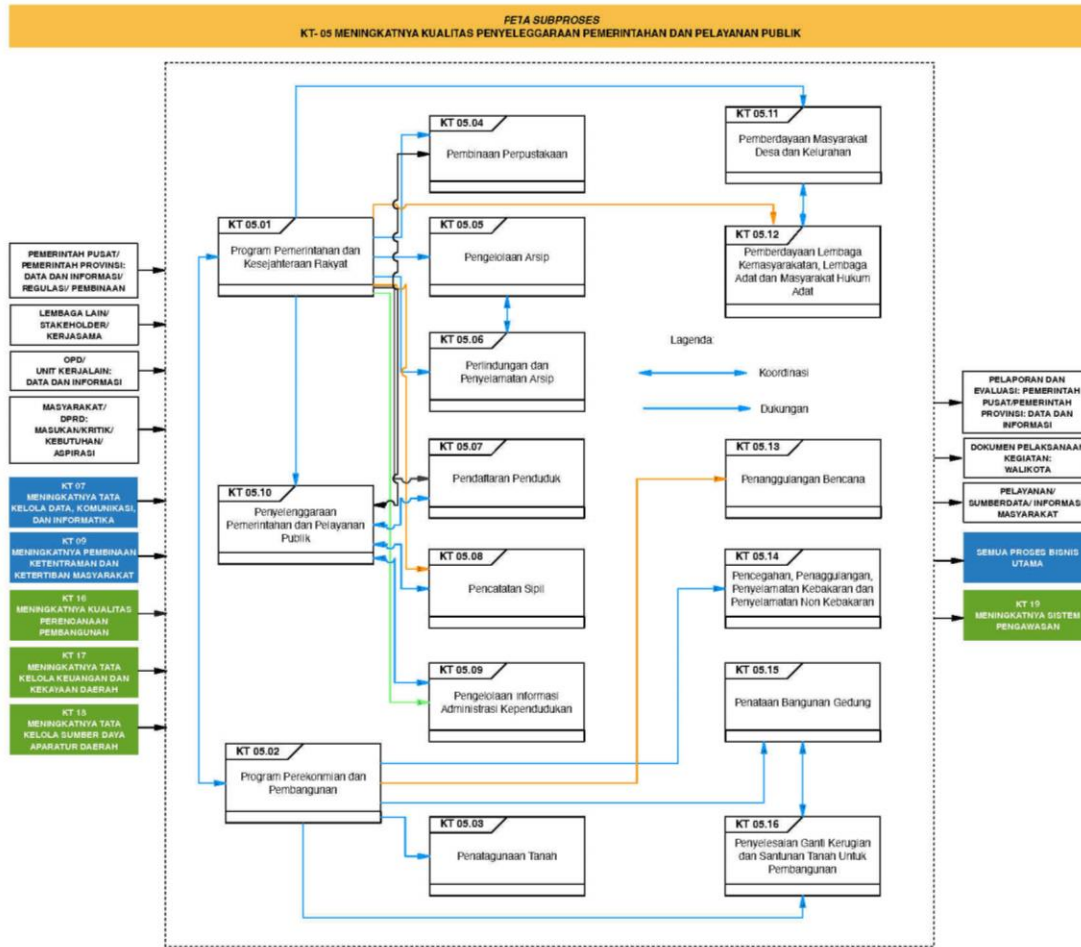 PETA SUBPROSES
KT- 05 MENINGKATNYA KUALITAS PENYELEGGARAAN PEMERINTAHAN DAN PELAYANAN PUBLIK
PEMERINTAH PUSAT/
PEMERINTAH PROVINSI:
DATA DAN INFORMASI/
REGULASI/ PEMBINAAN
LEMBAGA LAIN/
STAKEHOLDER/
KERJASAMA
OPD/
UNIT KERJALAIN:
DATA DAN INFORMASI
MASYARAKAT/
DPRD:
MASUKAN/KRITIK/
KEBUTUHAN/
ASPIRASI
KT 07
MENINGKATNYA TATA
KELOLA DATA, KOMUNIKASI,
DAN INFORMATIKA
KT 09
MENINGKATNYA PEMBINAAN
KETENTRAMAN DAN
KETERTIBAN MASYARAKAT
KT 16
MENINGKATNYA KUALITAS
PERENCANAAN
PEMBANGUNAN
KT 17
MENINGKATNYA TATA
KELOLA KEUANGAN DAN
KEKAYAAN DAERAH
KT 18
MENINGKATNYA TATA
KELOLA SUMBER DAYA
APARATUR DAERAH
KT 05.01
Program Pemerintahan dan
Kesejahteraan Rakyat
KT 05.10
Penyelenggaraan
Pemerintahan dan Pelayanan
Publik
KT 05.02
Program Perekonmian dan
Pembangunan
KT 05.04
Pembinaan Perpustakaan
KT 05.05
Pengelolaan Arsip
KT 05.06
Perlindungan dan
Penyelamatan Arsip
KT 05.07
Pendaftaran Penduduk
KT 05.08
Pencatatan Sipil
KT 05.09
Pengelolaan Informasi
Administrasi Kependudukan
KT 05.03
Penatagunaan Tanah
KT 05.11
Pemberdayaan Masyarakat
Desa dan Kelurahan
KT 05.12
Pemberdayaan Lembaga
Kemasyarakatan, Lembaga
Adat dan Masyarakat Hukum
Adat
Lagenda:
Koordinasi
Dukungan
KT 05.13
Penanggulangan Bencana
KT 05.14
Pencegahan, Penaggulangan,
Penyelamatan Kebakaran dan
Penyelamatan Non Kebakaran
KT 05.15
Penataan Bangunan Gedung
KT 05.16
Penyelesaian Ganti Kerugian
dan Santunan Tanah Untuk
Pembangunan
PELAPORAN DAN
EVALUASI: PEMERINTAH
PUSAT/PEMERINTAH
PROVINSI: DATA DAN
INFORMASI
DOKUMEN PELAKSANAAN
KEGIATAN:
WALIKOTA
PELAYANAN/
SUMBERDATA/ INFORMASI
MASYARAKAT
SEMUA PROSES BISNIS
UTAMA
KT 19
MENINGKATNYA SISTEM
PENGAWASAN